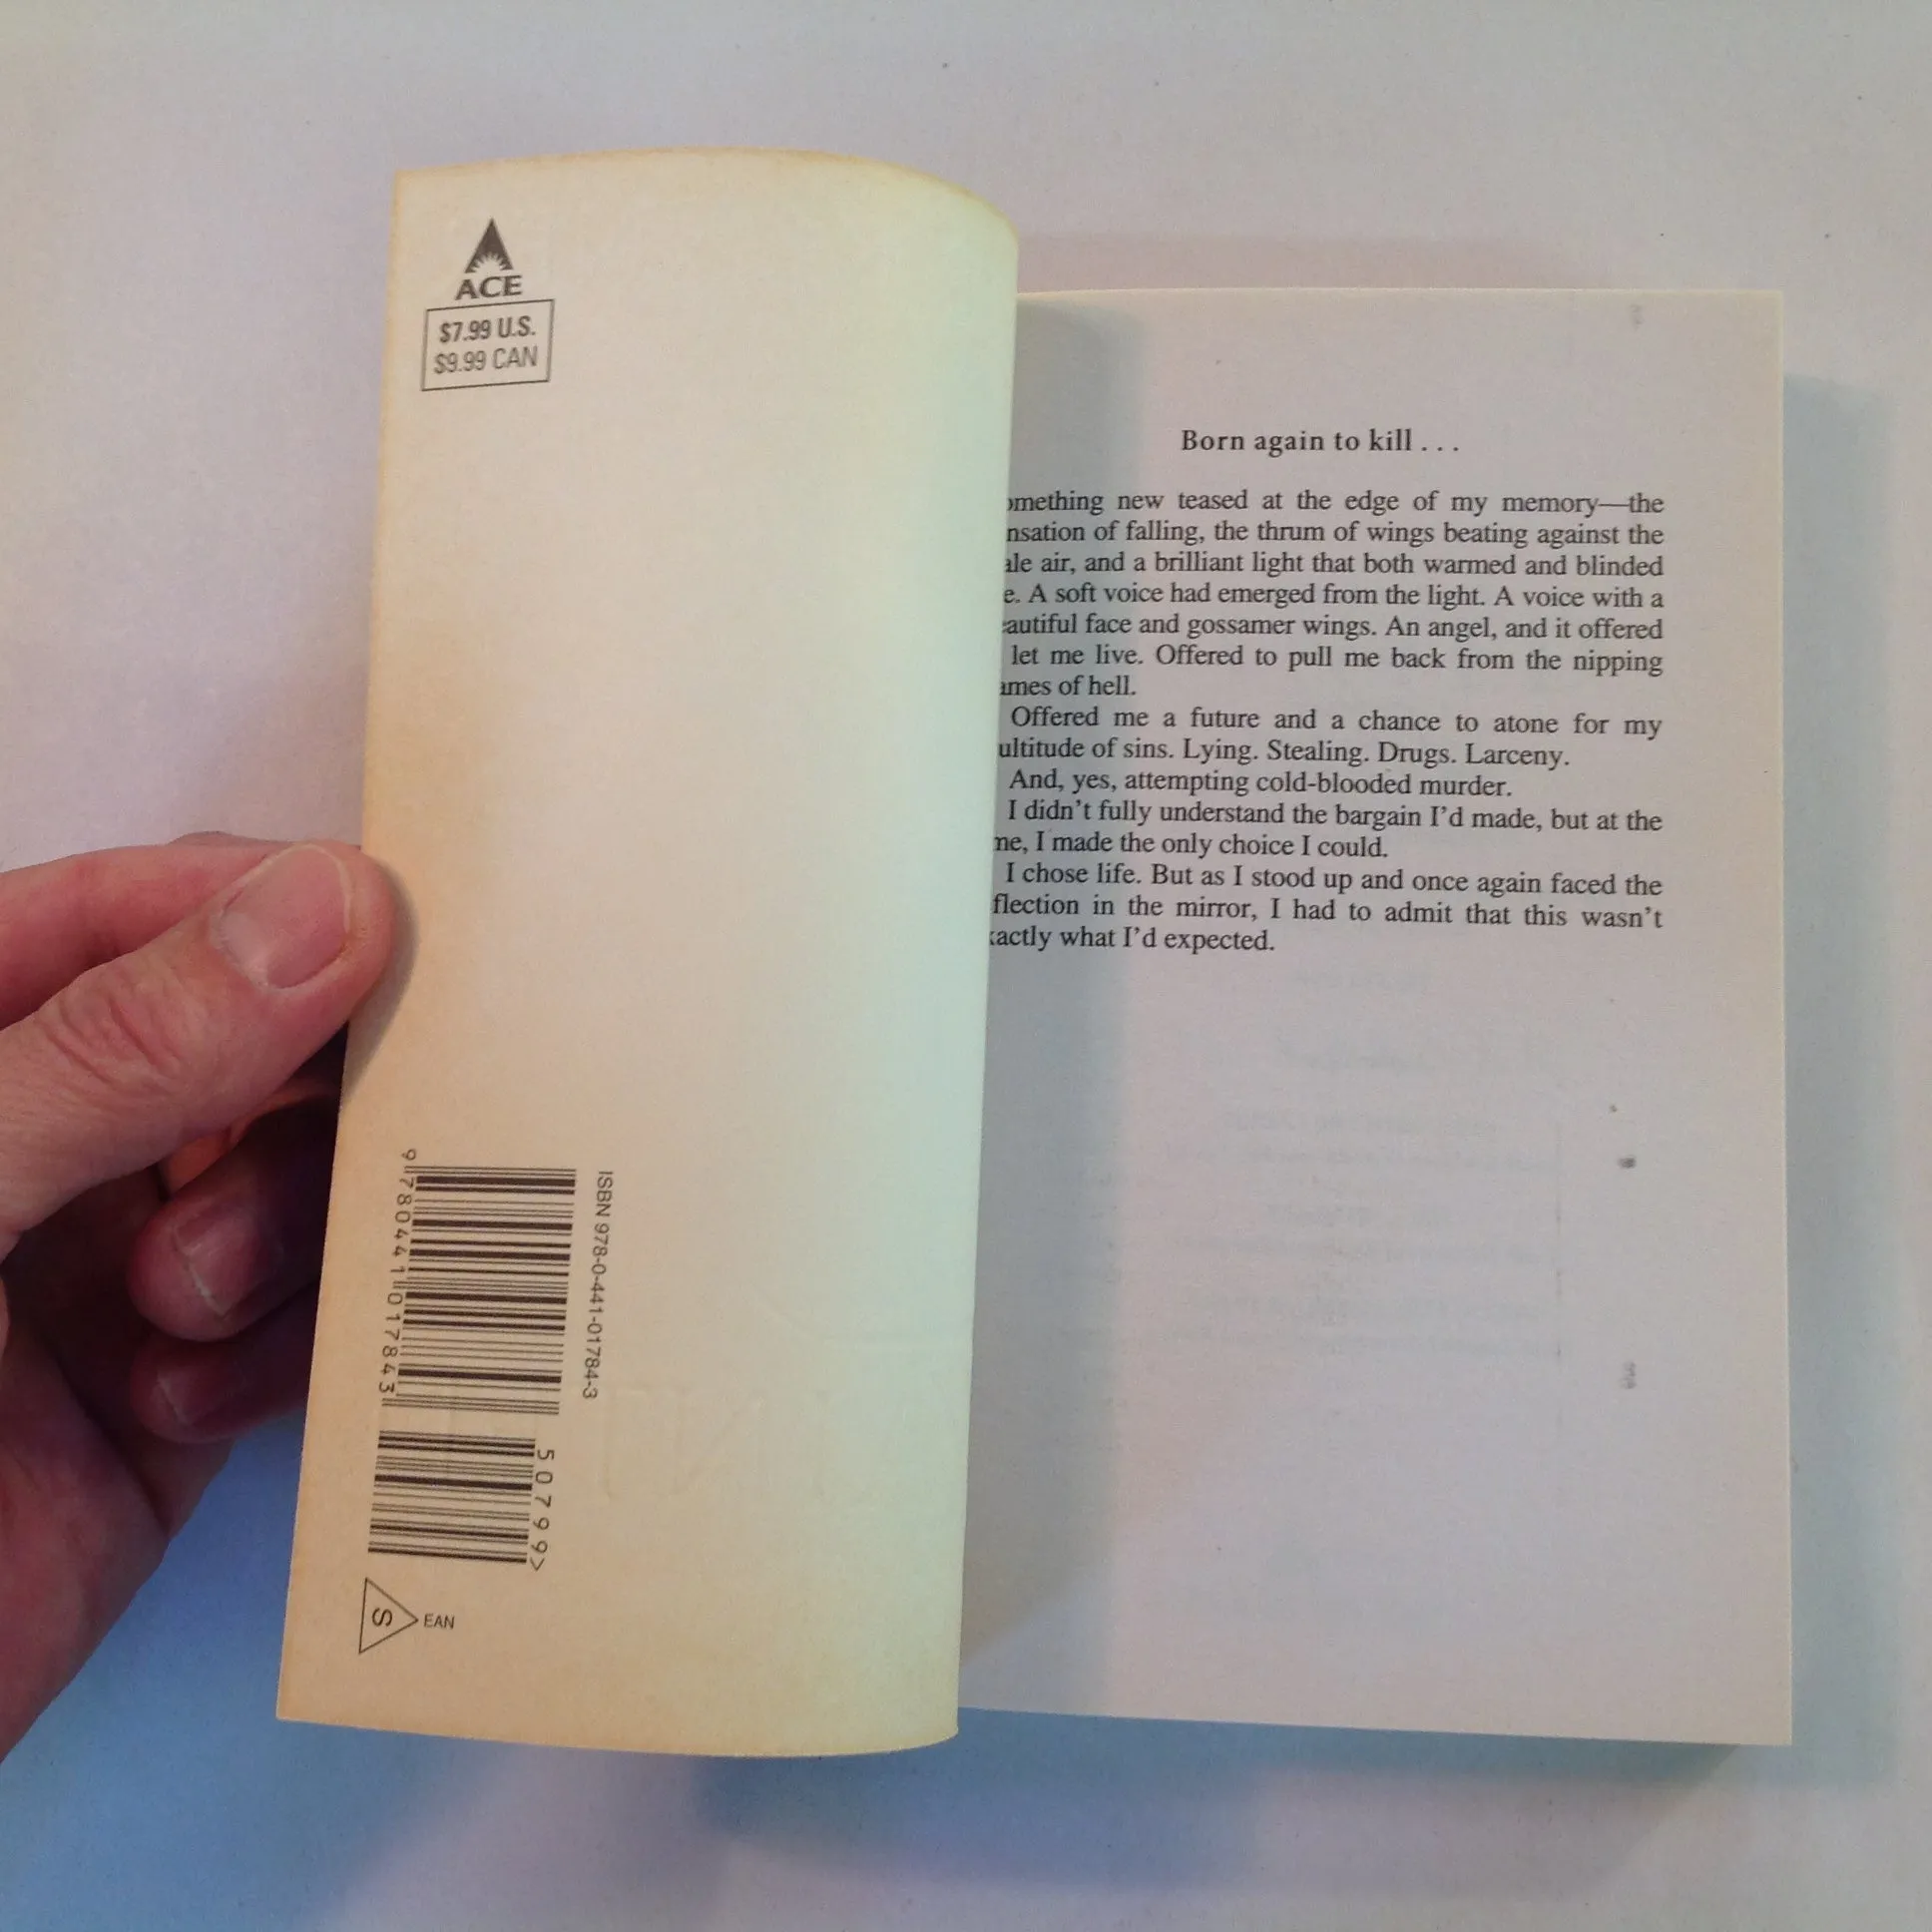 ACE
$7.99 U.S.
$9.99 CAN
9 780441 017843
ISBN 978-0-441-01784-3
50799>
S EAN
Born again to kill . . .
omething new teased at the edge of my memory—the
nsation of falling, the thrum of wings beating against the
ale air, and a brilliant light that both warmed and blinded
e. A soft voice had emerged from the light. A voice with a
eautiful face and gossamer wings. An angel, and it offered
let me live. Offered to pull me back from the nipping
ames of hell.
Offered me a future and a chance to atone for my
ultitude of sins. Lying. Stealing. Drugs. Larceny.
And, yes, attempting cold-blooded murder.
I didn't fully understand the bargain I'd made, but at the
me, I made the only choice I could.
I chose life. But as I stood up and once again faced the
flection in the mirror, I had to admit that this wasn't
xactly what I'd expected.